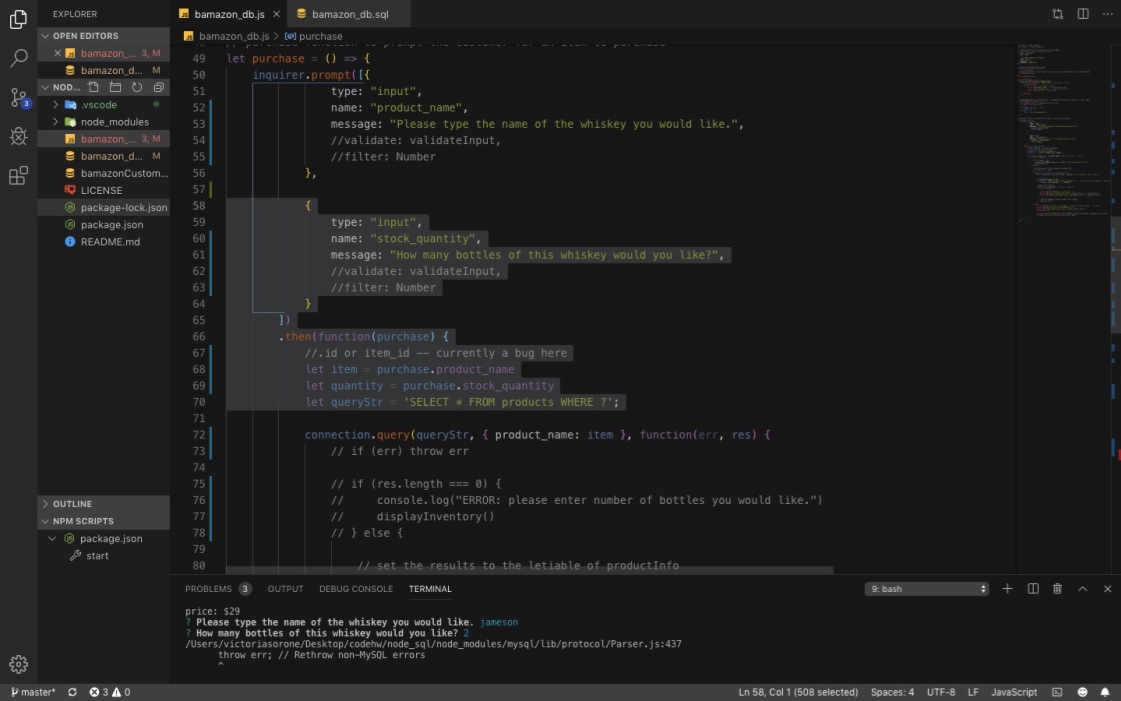 EXPLORER
bamazon_db.js
bamazon_db.sql
OPEN EDITORS
bamazon_... 3, M
bamazon_d... M
NOD...
.vscode
node_modules
bamazon_... 3, M
bamazon_d... M
bamazonCustom...
LICENSE
package-lock.json
package.json
README.md
OUTLINE
NPM SCRIPTS
package.json
start
bamazon_db.js > purchase
// purchase function to prompt the customer for an item to purchase
49 let purchase = () => {
50 inquirer.prompt([{
51 type: "input",
52 name: "product_name",
53 message: "Please type the name of the whiskey you would like.",
54 //validate: validateInput,
55 //filter: Number
56 },
57
58 {
59 type: "input",
60 name: "stock_quantity",
61 message: "How many bottles of this whiskey would you like?",
62 //validate: validateInput,
63 //filter: Number
64 }
65 ])
66 .then(function(purchase) {
67 //.id or item_id -- currently a bug here
68 let item = purchase.product_name
69 let quantity = purchase.stock_quantity
70 let queryStr = 'SELECT * FROM products WHERE ?';
71
72 connection.query(queryStr, { product_name: item }, function(err, res) {
73 // if (err) throw err
74
75 // if (res.length === 0) {
76 // console.log("ERROR: please enter number of bottles you would like.")
77 // displayInventory()
78 // } else {
79
80 // set the results to the letiable of productInfo
PROBLEMS 3 OUTPUT DEBUG CONSOLE TERMINAL 9: bash
price: $29
? Please type the name of the whiskey you would like. jameson
? How many bottles of this whiskey would you like? 2
/Users/victoriasorone/Desktop/codehw/node_sql/node_modules/mysql/lib/protocol/Parser.js:437
throw err; // Rethrow non-MySQL errors
^
3
master* 3 0 Ln 58, Col 1 (508 selected) Spaces: 4 UTF-8 LF JavaScript